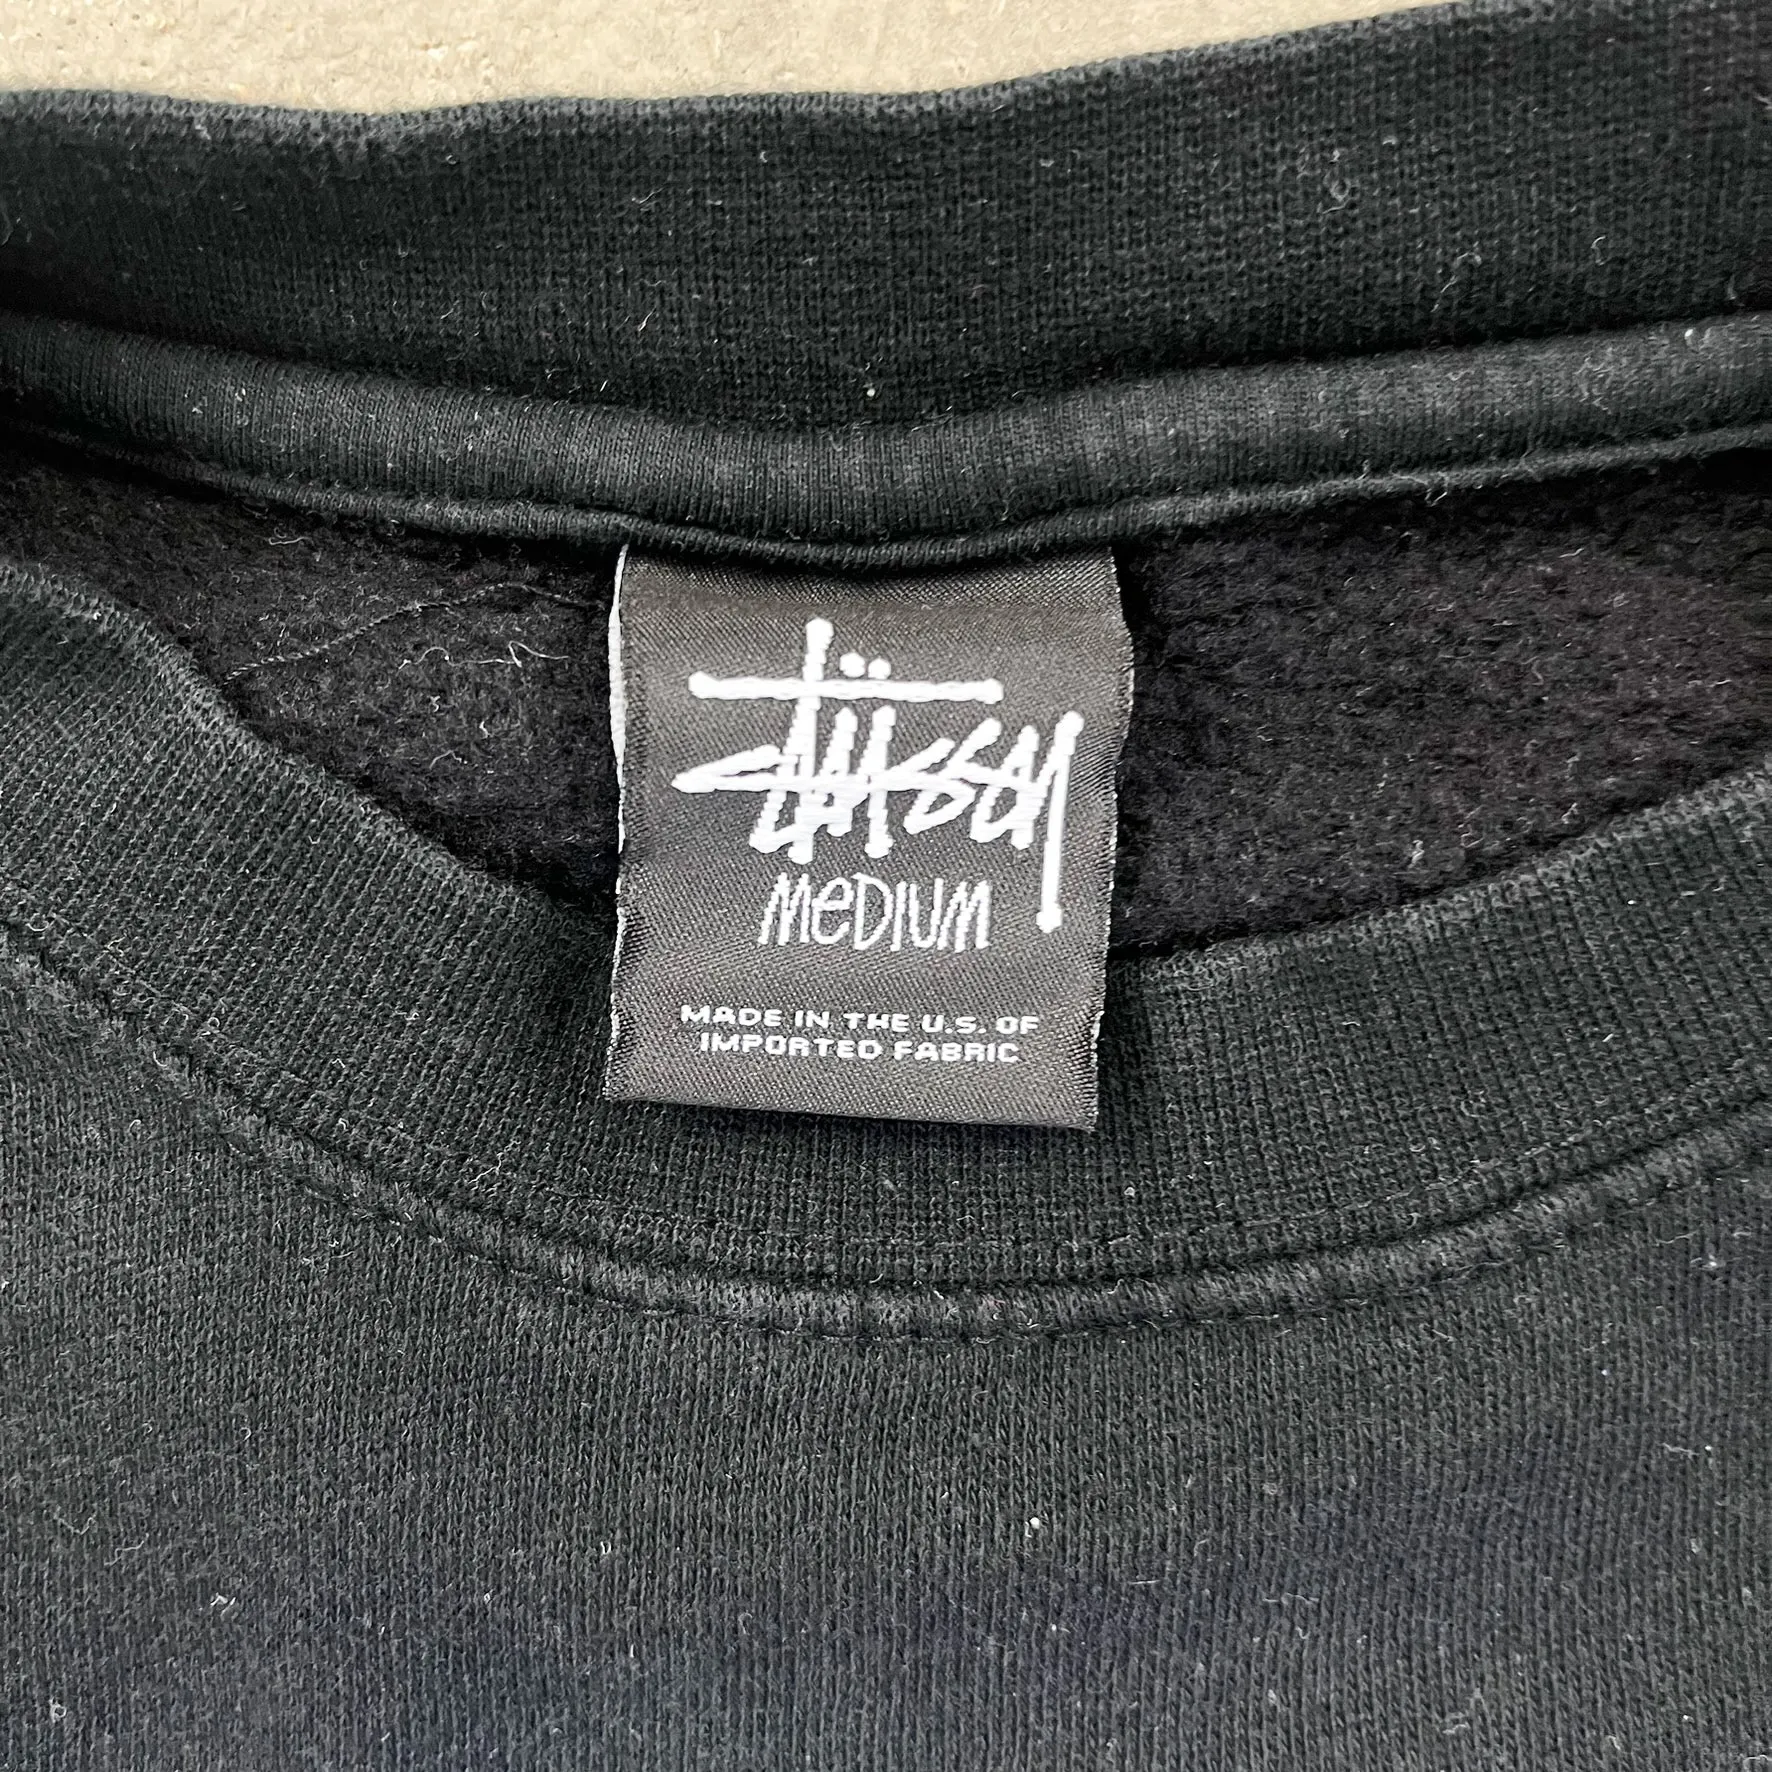 Stüssy
MeDIUM
MADE IN THE U.S. OF
IMPORTED FABRIC